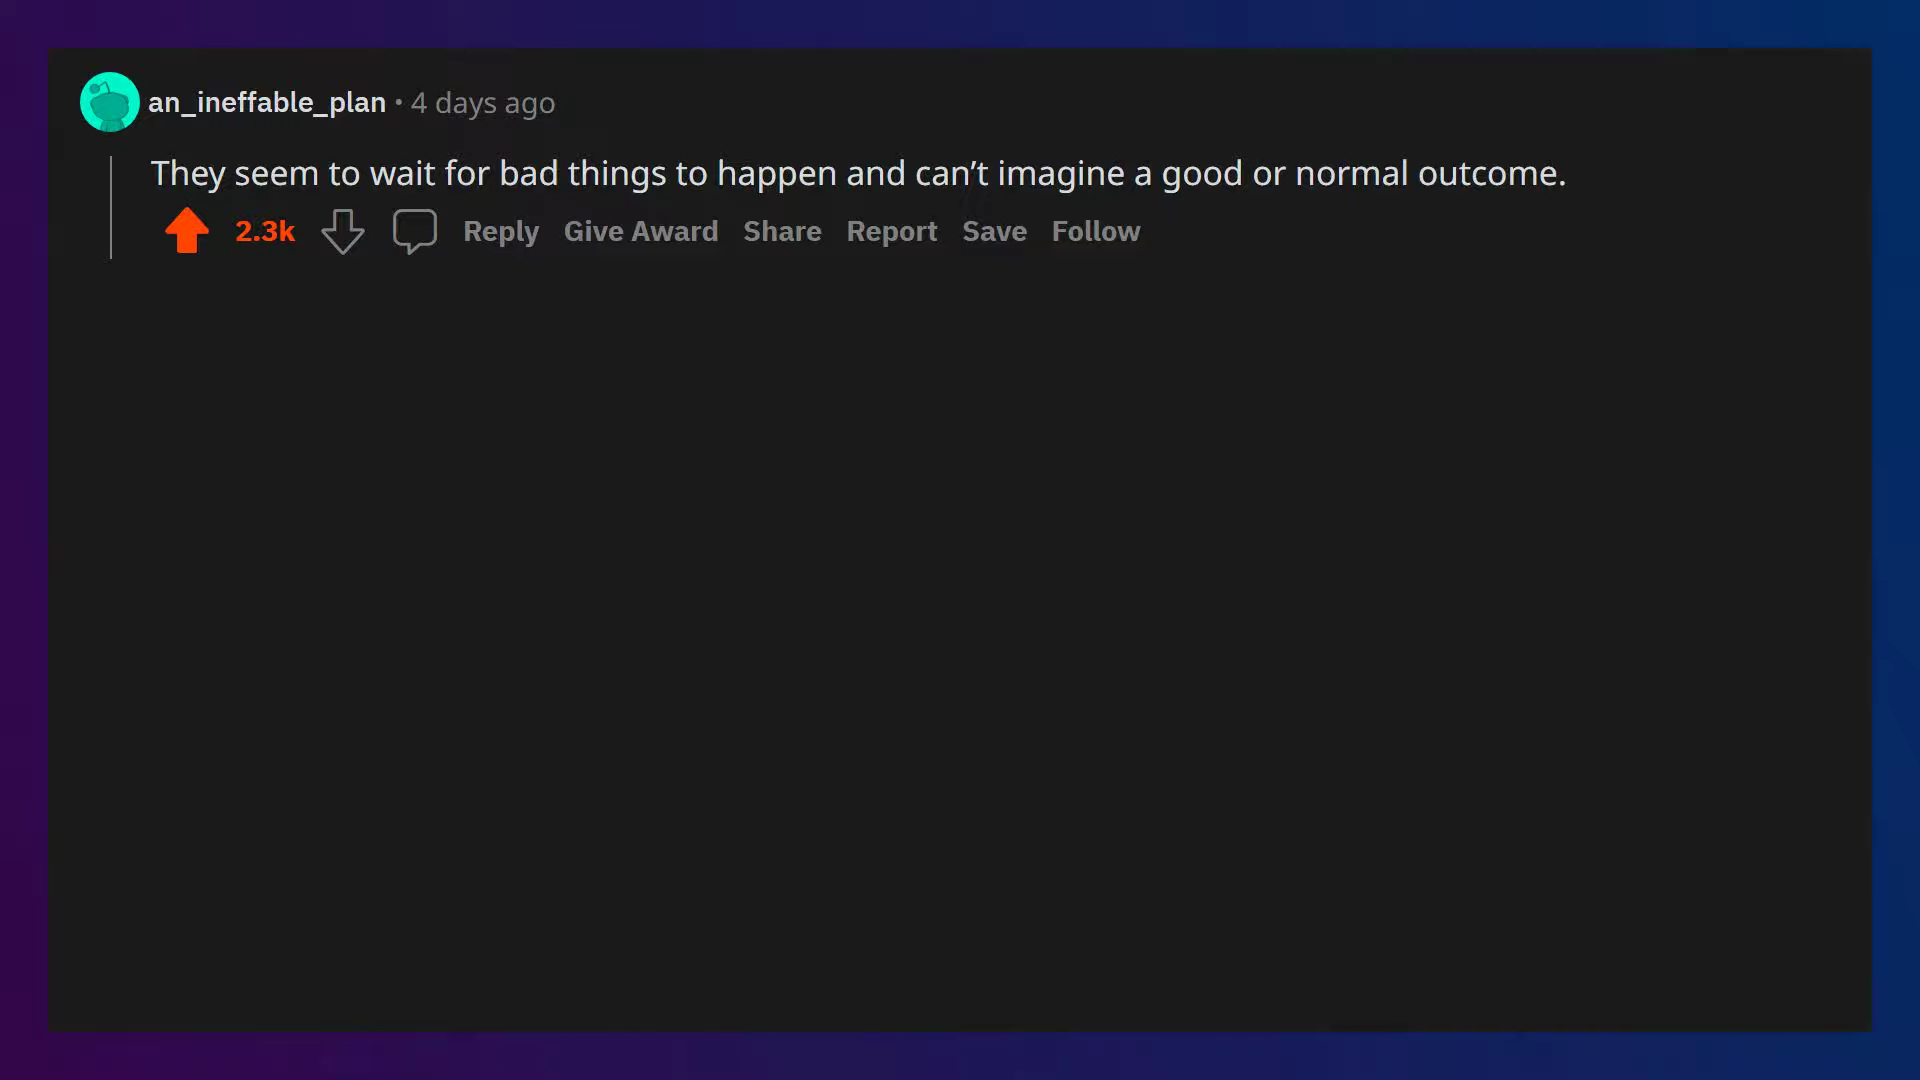 an_ineffable_plan • 4 days ago
They seem to wait for bad things to happen and can’t imagine a good or normal outcome.
2.3k Reply Give Award Share Report Save Follow